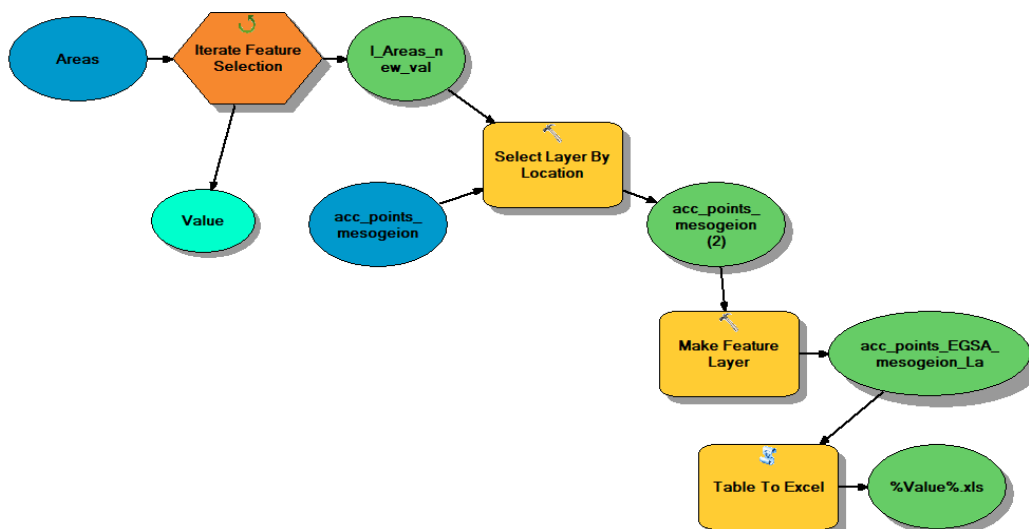 Areas
Iterate Feature
Selection
I_Areas_n
ew_val
Select Layer By
Location
Value
acc_points_
mesogeion
acc_points_
mesogeion
(2)
Make Feature
Layer
acc_points_EGSA_
mesogeion_La
Table To Excel
%Value%.xls